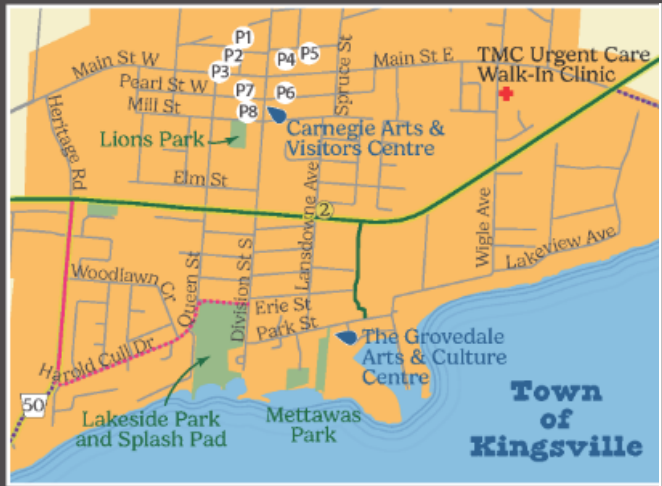 P1
P2
P3
P4
P5
Spruce St
Main St W
Main St E
TMC Urgent Care
Walk-In Clinic
Pearl St W
P7
P6
Mill St
P8
Carnegie Arts &
Visitors Centre
Heritage Rd
Lions Park
Elm St
Lansdowne Ave
2
Wigle Ave
Lakeview Ave
Woodlawn Cr
Queen St
Division St S
Erie St
Park St
Harold Cull Dr
The Grovedale
Arts & Culture
Centre
50
Lakeside Park
and Splash Pad
Mettawas
Park
Town
of
Kingsville